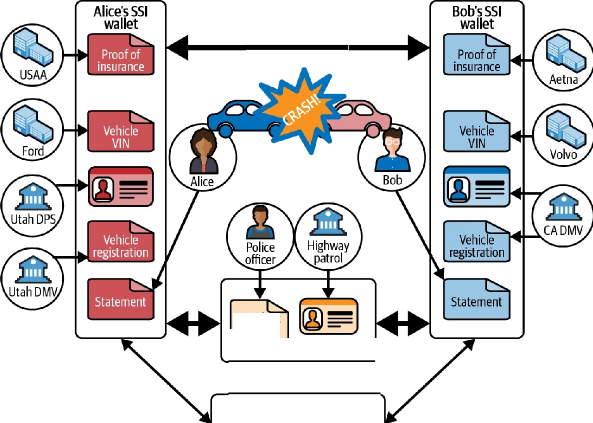 Alice's SSI
wallet
Bob's SSI
wallet
USAA
Proof of
insurance
Proof of
insurance
Aetna
CRASH!
Ford
Vehicle
VIN
Alice
Bob
Vehicle
VIN
Volvo
Utah DPS
Police
officer
Highway
patrol
CA DMV
Utah DMV
Vehicle
registration
Vehicle
registration
Statement
Statement